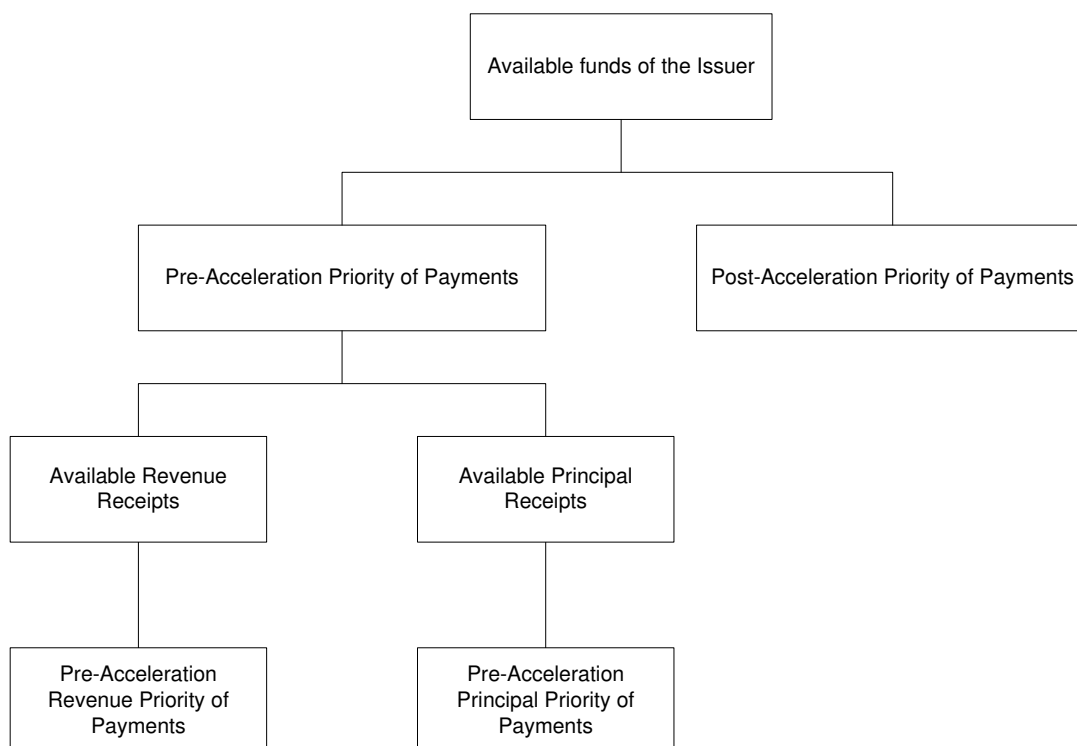 Available funds of the Issuer
Pre-Acceleration Priority of Payments
Post-Acceleration Priority of Payments
Available Revenue
Receipts
Available Principal
Receipts
Pre-Acceleration
Revenue Priority of
Payments
Pre-Acceleration
Principal Priority of
Payments